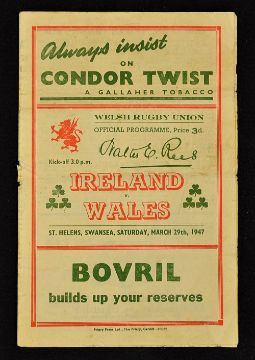 Always insist
ON
CONDOR TWIST
A GALLAHER TOBACCO
WELSH RUGBY UNION
OFFICIAL PROGRAMME, Price 3d.
Walter E. Rees
Kick-off 3.0 p.m.
IRELAND
v.
WALES
ST. HELENS, SWANSEA, SATURDAY, MARCH 29th, 1947
BOVRIL
builds up your reserves